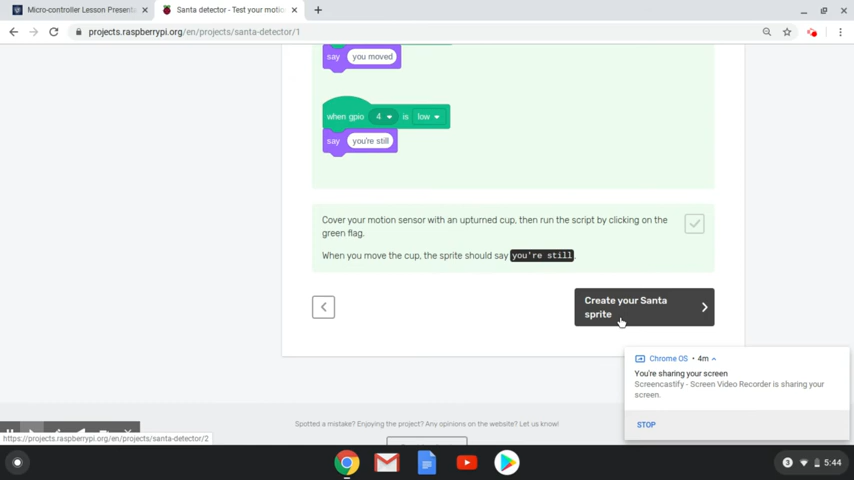 Micro-controller Lesson Presenta
Santa detector - Test your motio
projects.raspberrypi.org/en/projects/santa-detector/1
say you moved
when gpio 4 is low
say you're still
Cover your motion sensor with an upturned cup, then run the script by clicking on the
green flag.
When you move the cup, the sprite should say you're still.
Create your Santa
sprite
Chrome OS • 4m
You're sharing your screen
Screencastify - Screen Video Recorder is sharing your
screen.
STOP
Spotted a mistake? Enjoying the project? Any opinions on the website? Let us know!
https://projects.raspberrypi.org/en/projects/santa-detector/2
3
5:44